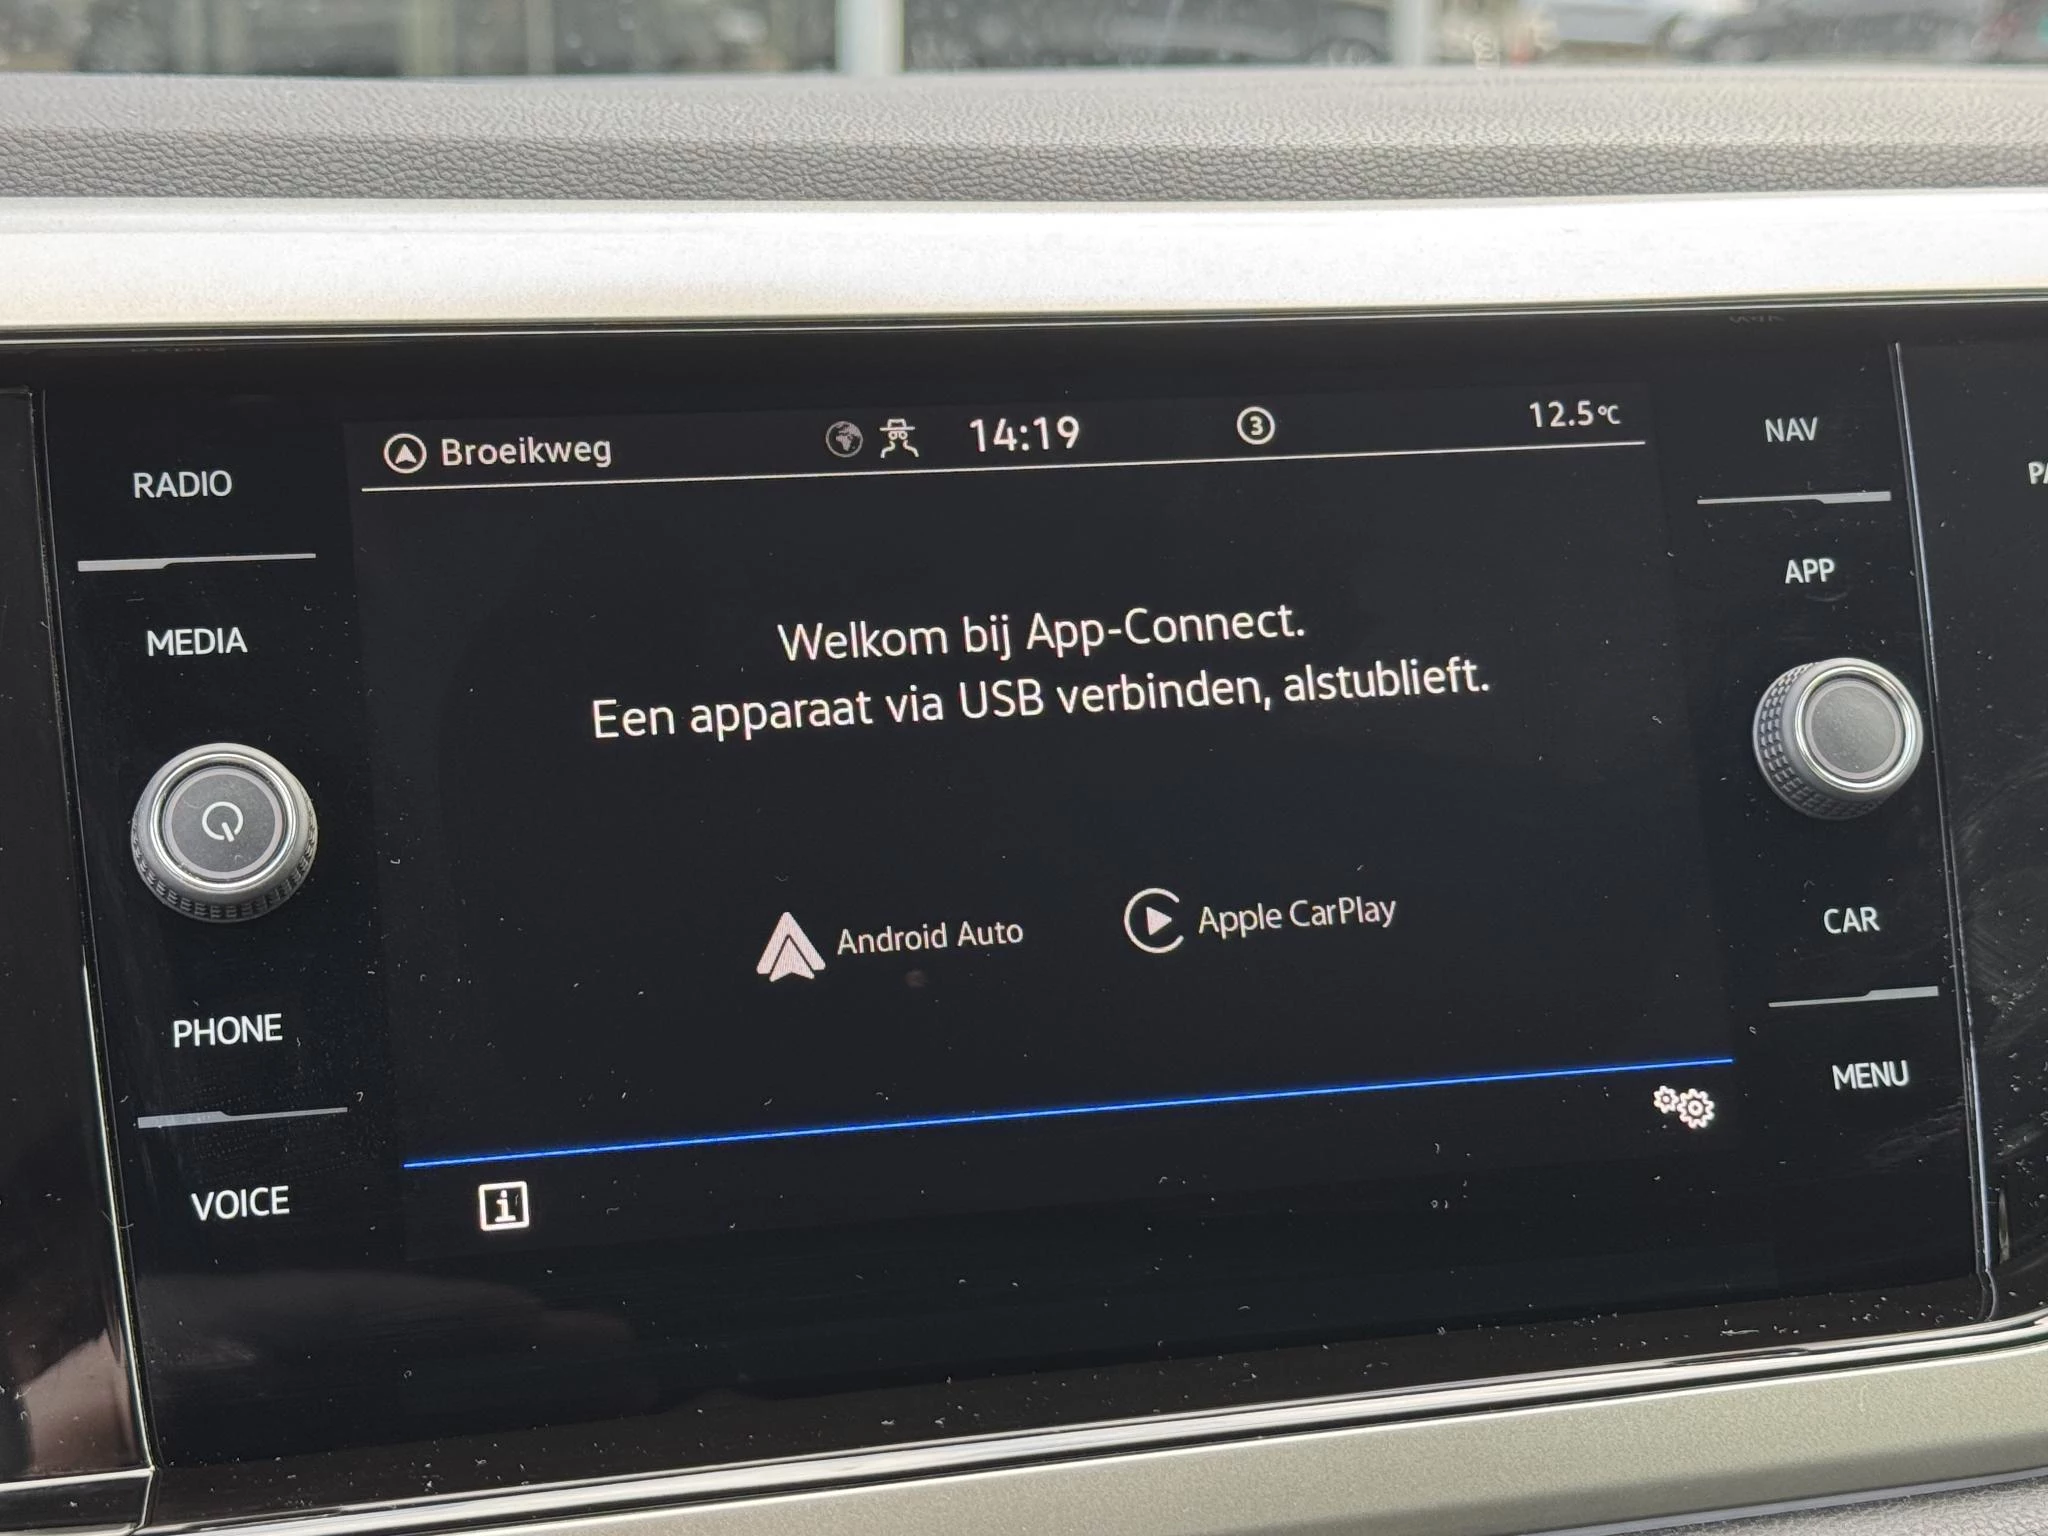 Broeikweg 14:19 3 12.5°C
RADIO
MEDIA
PHONE
VOICE
Welkom bij App-Connect.
Een apparaat via USB verbinden, alstublieft.
Android Auto Apple CarPlay
i
NAV
APP
CAR
MENU